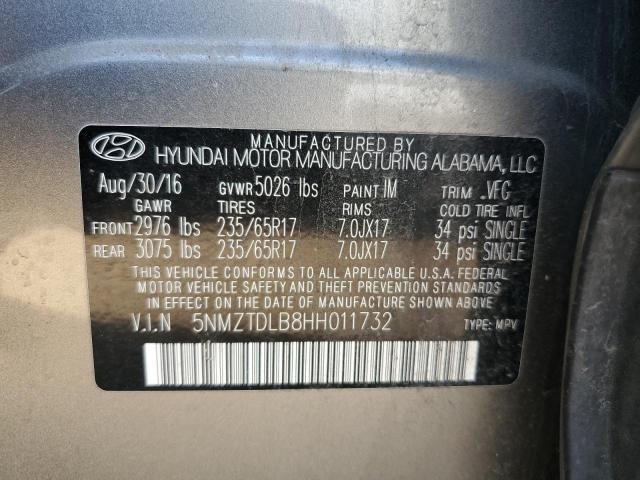 MANUFACTURED BY
HYUNDAI MOTOR MANUFACTURING ALABAMA, LLC
Aug/30/16 GVWR 5026 lbs PAINT IM TRIM .VFG
GAWR TIRES RIMS COLD TIRE INFL
FRONT 2976 lbs 235/65R17 7.0JX17 34 psi SINGLE
REAR 3075 lbs 235/65R17 7.0JX17 34 psi SINGLE
THIS VEHICLE CONFORMS TO ALL APPLICABLE U.S.A. FEDERAL
MOTOR VEHICLE SAFETY AND THEFT PREVENTION STANDARDS
IN EFFECT ON THE DATE OF MANUFACTURE SHOWN ABOVE.
V.I.N 5NMZTDLB8HH011732 TYPE: MPV